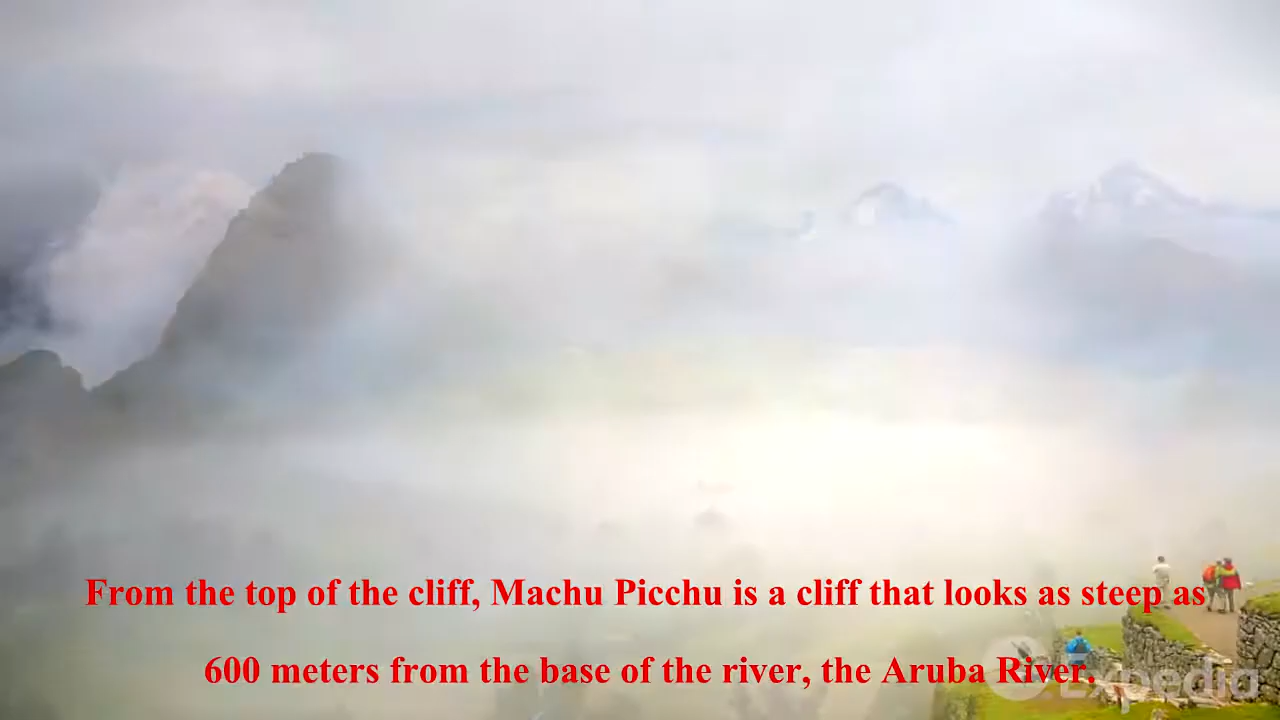 From the top of the cliff, Machu Picchu is a cliff that looks as steep as
600 meters from the base of the river, the Aruba River.
Expedia